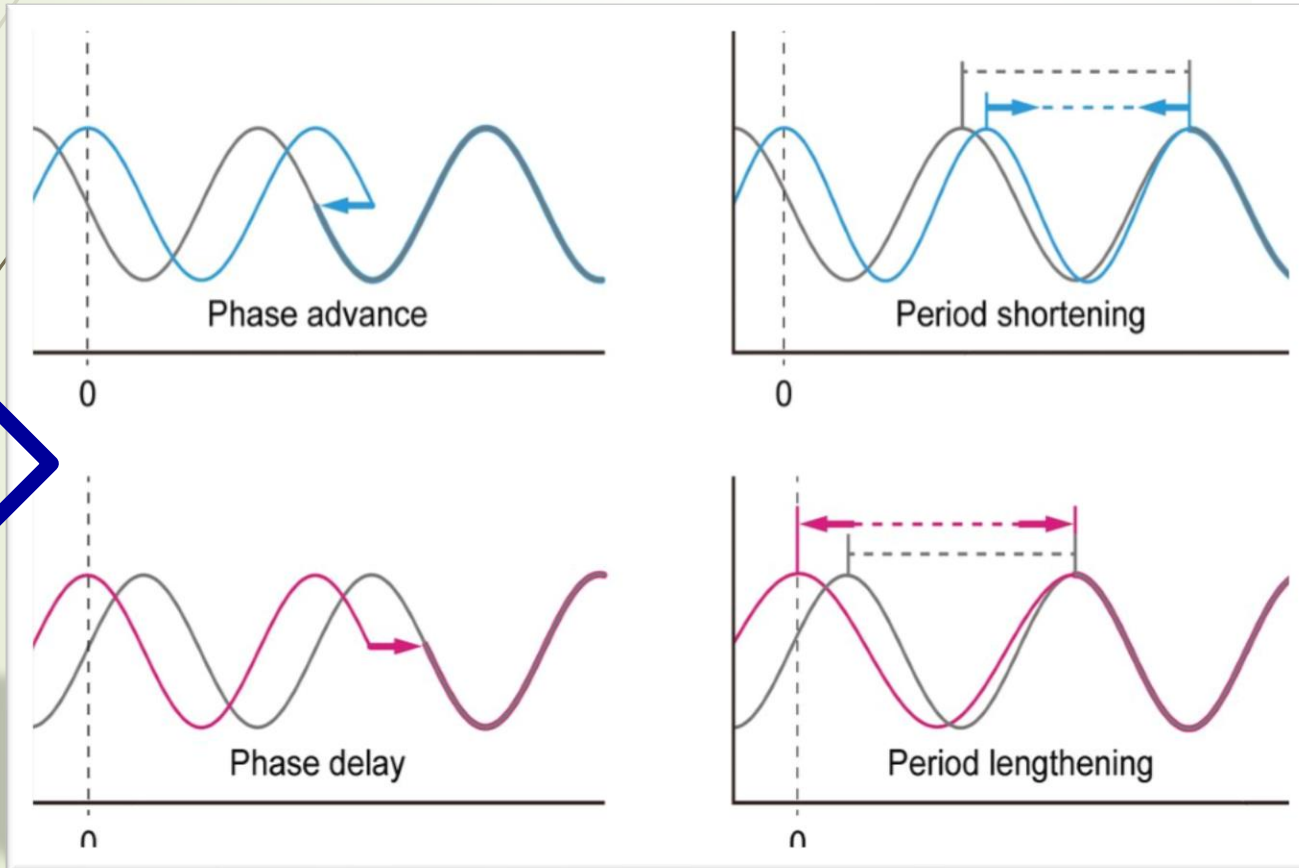 Phase advance
0
Period shortening
0
Phase delay
0
Period lengthening
0